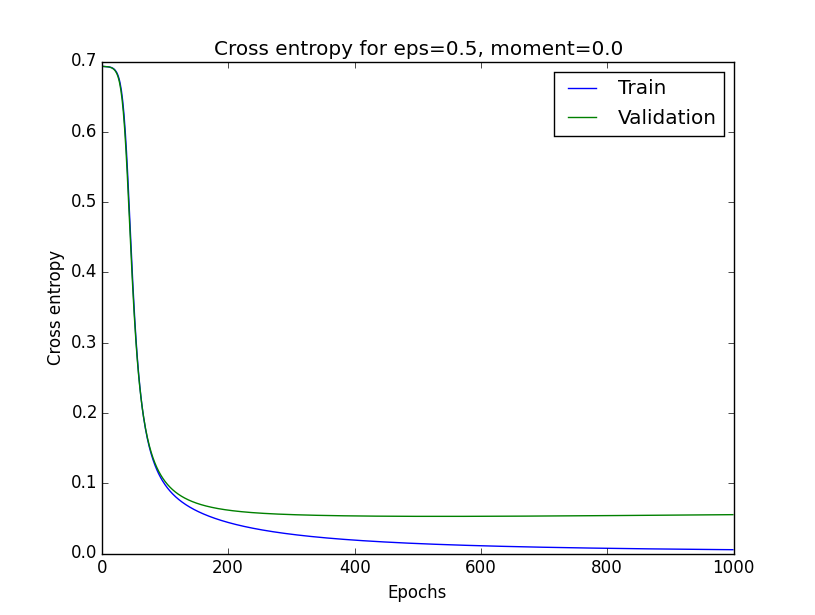 Cross entropy for eps=0.5, moment=0.0
0.7
0.6
0.5
0.4
0.3
0.2
0.1
0.0
Cross entropy
Train
Validation
0 200 400 600 800 1000
Epochs